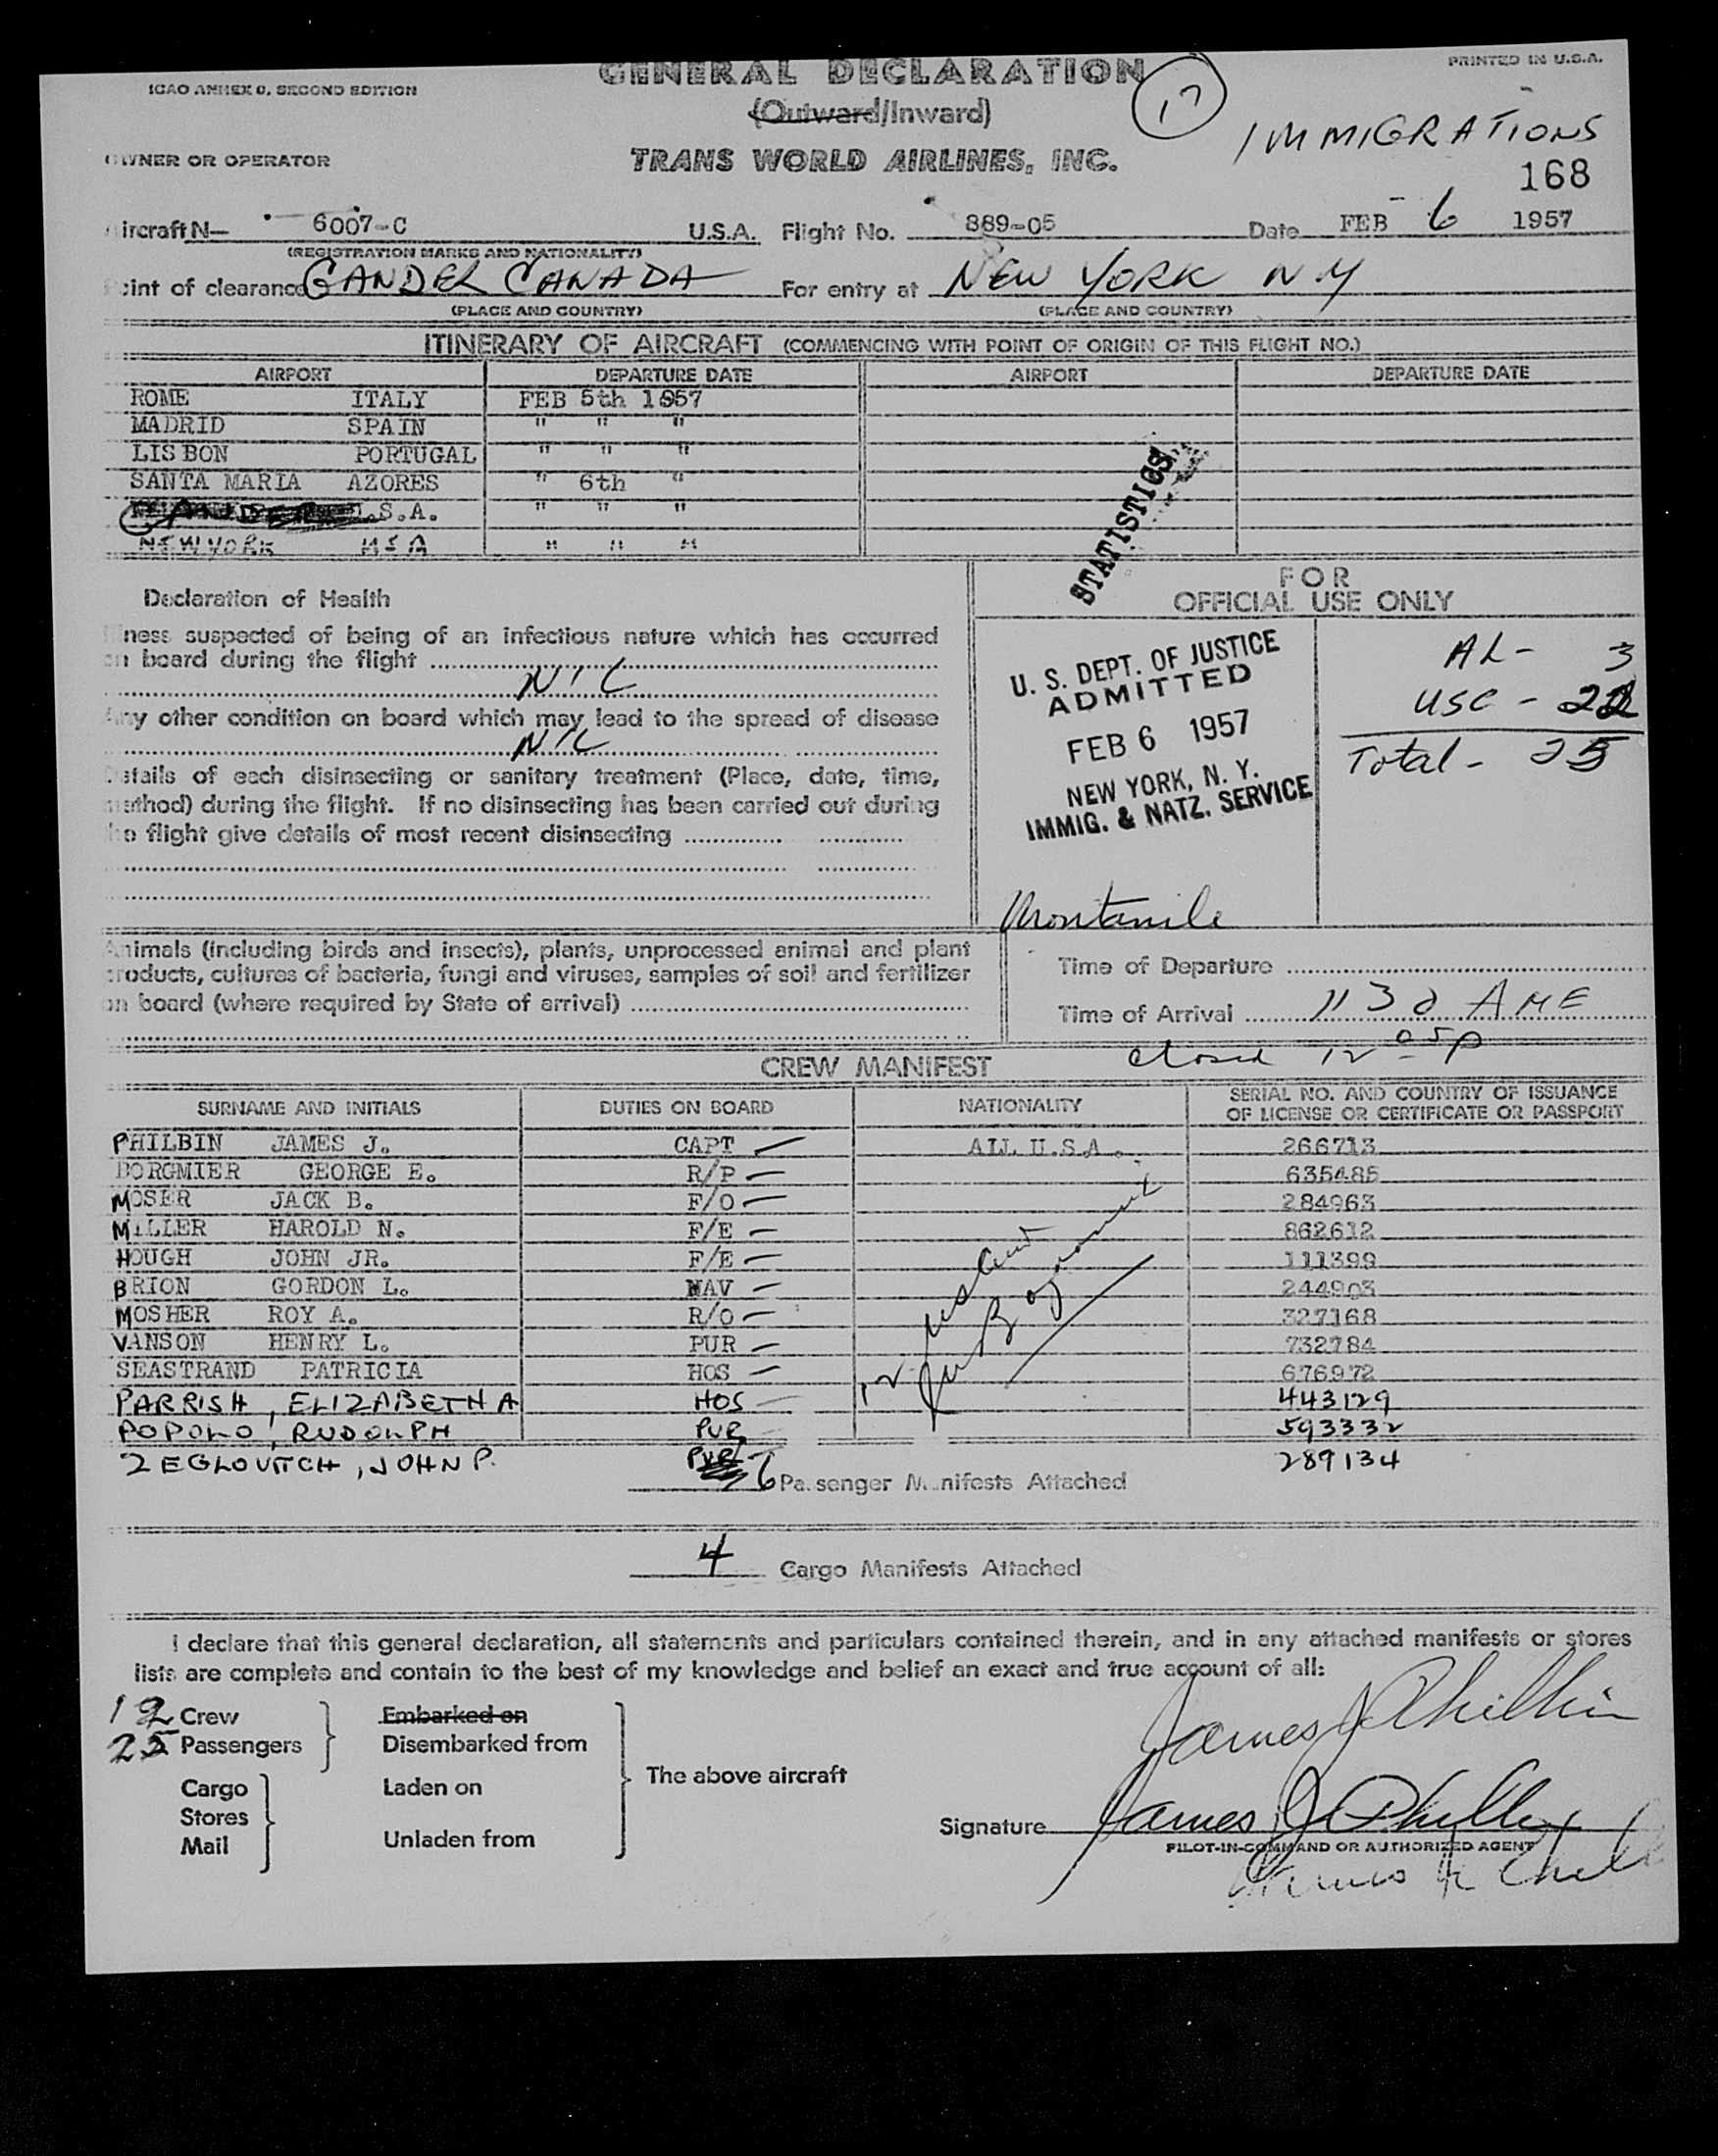 GENERAL DECLARATION
PRINTED IN U.S.A.
ICAO ANNEX 9, SECOND EDITION
(Outward/Inward)
17
IMMIGRATIONS
OWNER OR OPERATOR
TRANS WORLD AIRLINES, INC.
168
ircraft N— 6007-C U.S.A. Flight No. 889-05 Date FEB 6 1957
(REGISTRATION MARKS AND NATIONALITY)
oint of clearance GANDER CANADA For entry at NEW YORK N.Y
(PLACE AND COUNTRY) (PLACE AND COUNTRY)
ITINERARY OF AIRCRAFT (COMMENCING WITH POINT OF ORIGIN OF THIS FLIGHT NO.)
AIRPORT DEPARTURE DATE AIRPORT DEPARTURE DATE
ROME ITALY FEB 5th 1957
MADRID SPAIN " " "
LISBON PORTUGAL " " "
SANTA MARIA AZORES " 6th "
GANDER U.S.A. " " "
NEW YORK USA " " "
STATISTICS
Declaration of Health
FOR
OFFICIAL USE ONLY
lness suspected of being of an infectious nature which has occurred
on board during the flight
NIL
Any other condition on board which may lead to the spread of disease
NIL
Details of each disinsecting or sanitary treatment (Place, date, time,
method) during the flight. If no disinsecting has been carried out during
the flight give details of most recent disinsecting
U. S. DEPT. OF JUSTICE
ADMITTED
FEB 6 1957
NEW YORK, N. Y.
IMMIG. & NATZ. SERVICE
AL - 3
USC - 22
Total - 25
Montanile
Animals (including birds and insects), plants, unprocessed animal and plant
products, cultures of bacteria, fungi and viruses, samples of soil and fertilizer
on board (where required by State of arrival)
Time of Departure
Time of Arrival 1130 AME
closed 12 05 P
CREW MANIFEST
SURNAME AND INITIALS DUTIES ON BOARD NATIONALITY SERIAL NO. AND COUNTRY OF ISSUANCE OF LICENSE OR CERTIFICATE OR PASSPORT
PHILBIN JAMES J. CAPT ALL U.S.A. 266713
BORGMIER GEORGE E. R/P 635485
MOSER JACK B. F/O 284963
MILLER HAROLD N. F/E 862612
HOUGH JOHN JR. F/E 111399
BRION GORDON L. NAV 244903
MOSHER ROY A. R/O 327168
VANSON HENRY L. PUR 732784
SEASTRAND PATRICIA HOS 676972
PARRISH, ELIZABETH A HOS 443129
POPOLO, RUDOLPH PUR 593332
ZEGLOVITCH, JOHN P. PUR 289134
12
6 Passenger Manifests Attached
4 Cargo Manifests Attached
I declare that this general declaration, all statements and particulars contained therein, and in any attached manifests or stores
lists are complete and contain to the best of my knowledge and belief an exact and true account of all:
12 Crew
25 Passengers
Embarked on
Disembarked from
Cargo
Stores
Mail
Laden on
Unladen from
The above aircraft
James J Philbin
Signature James J Philbin
PILOT-IN-COMMAND OR AUTHORIZED AGENT